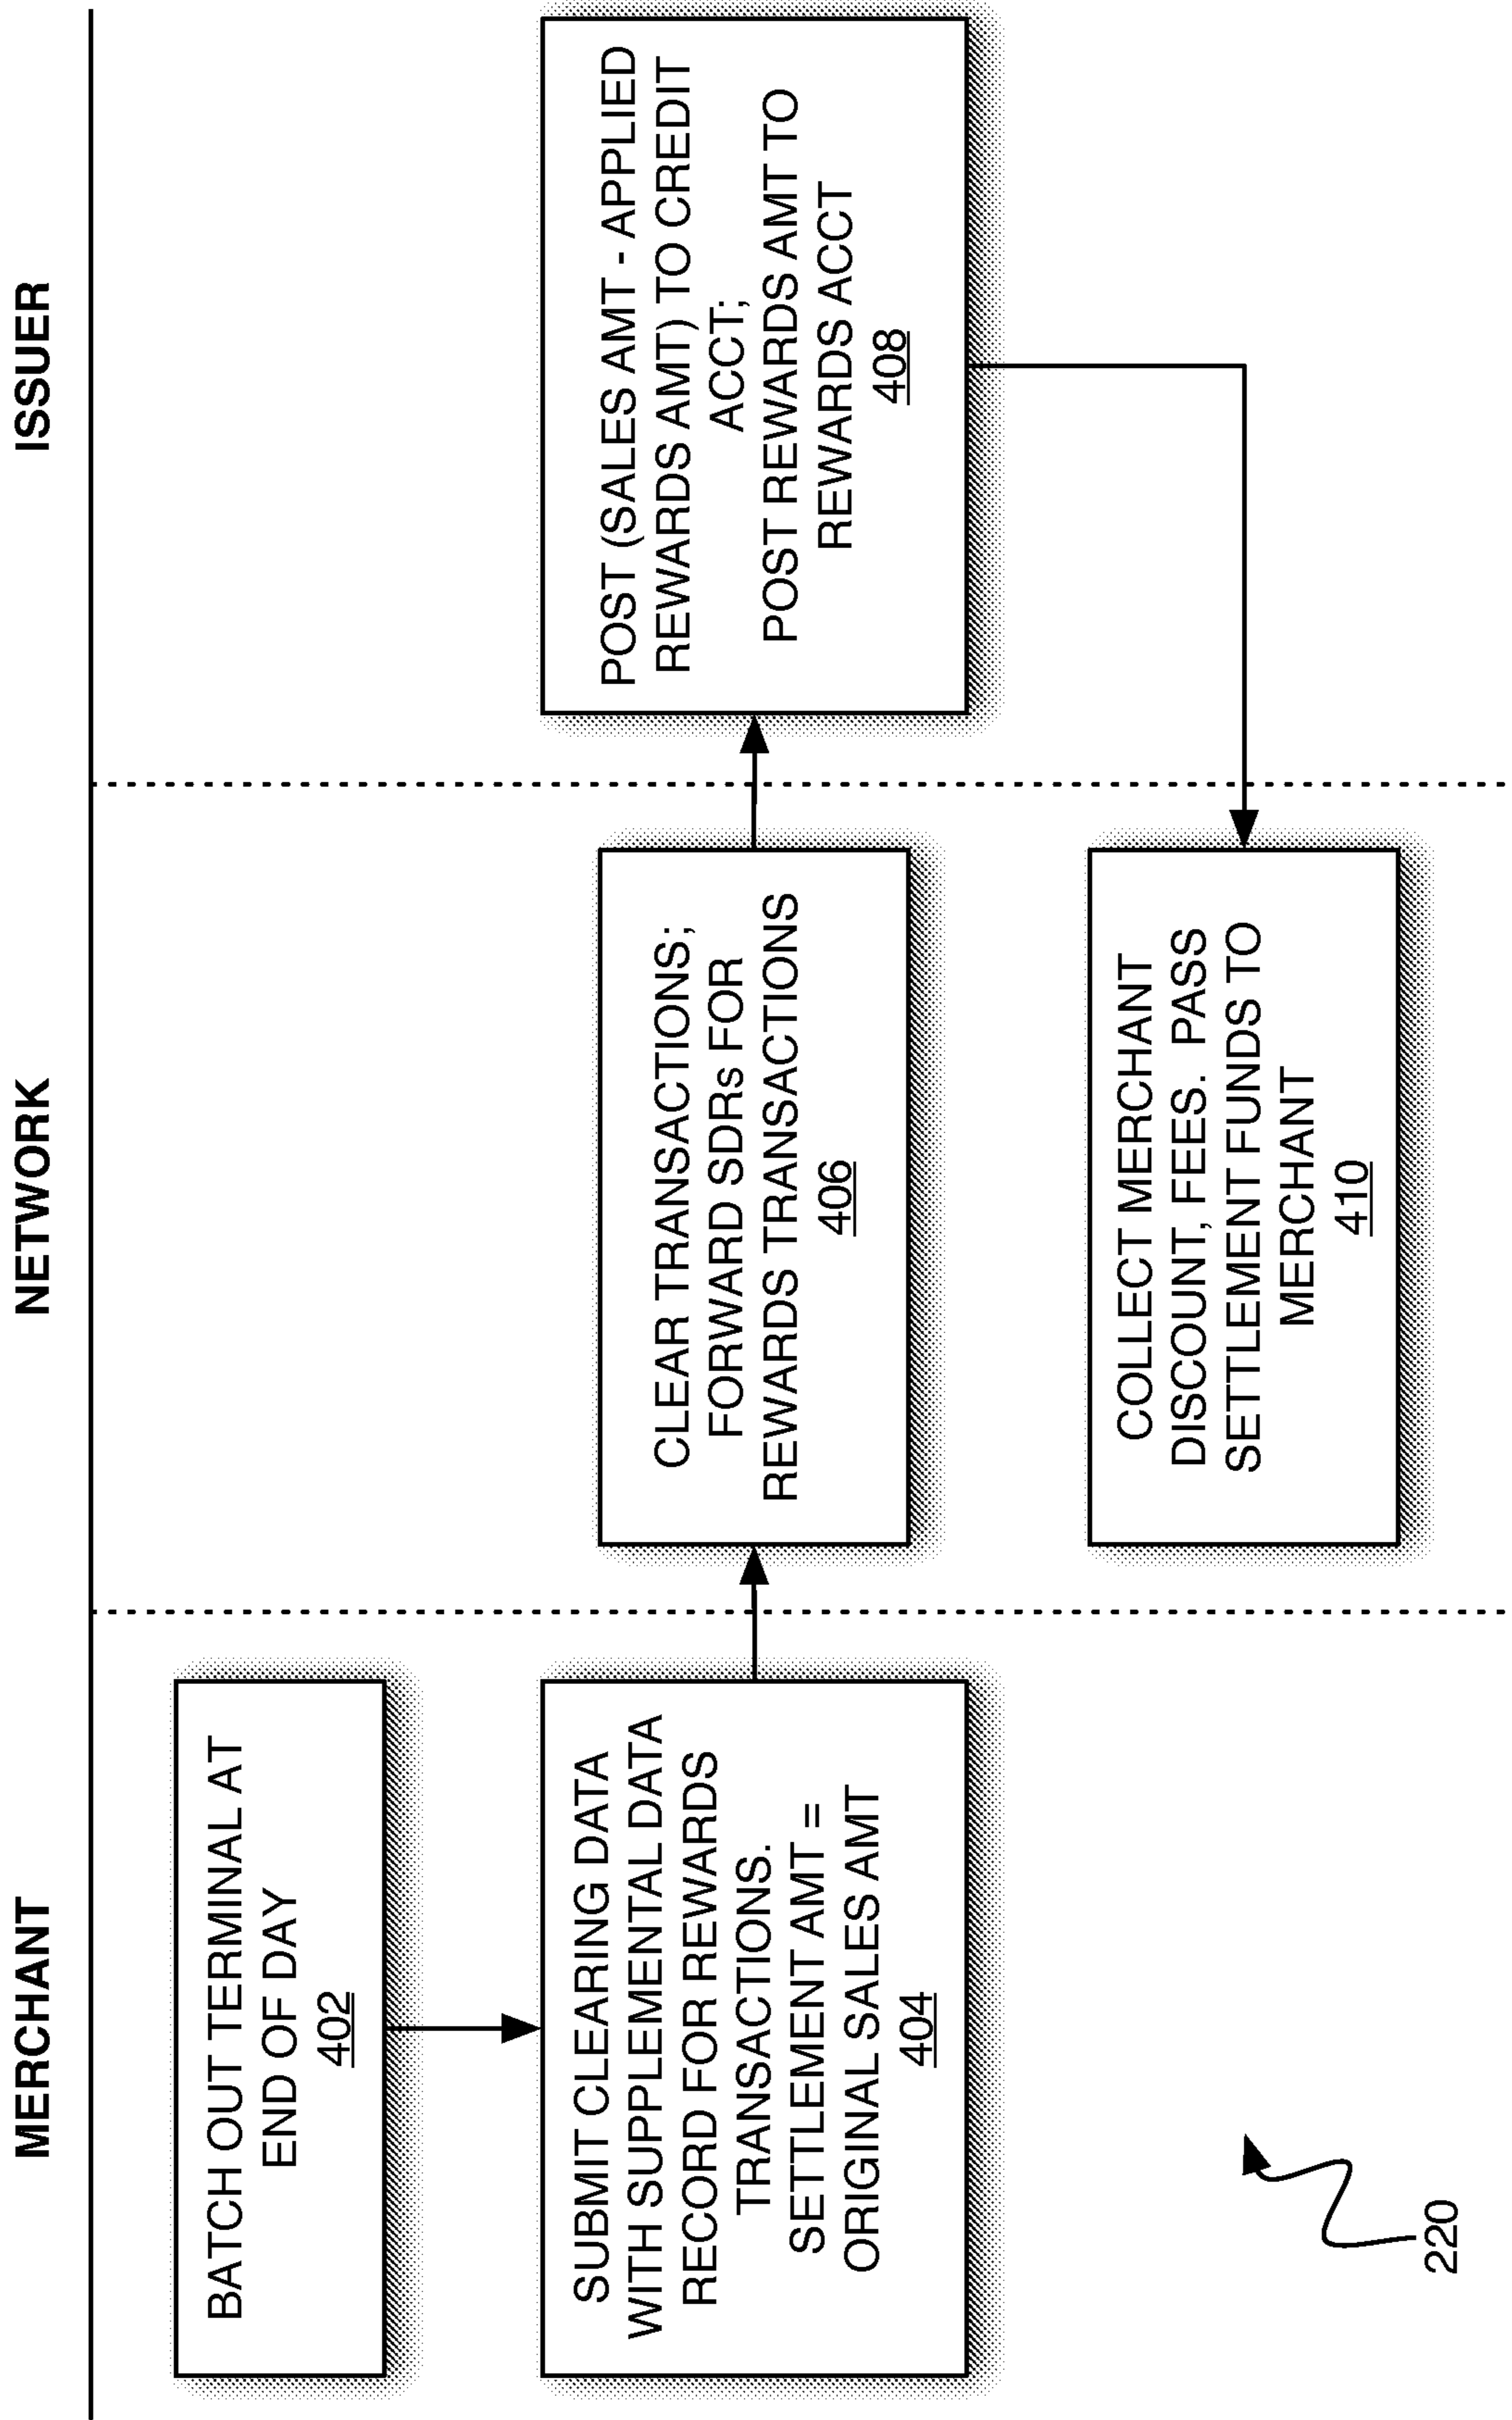 MERCHANT
NETWORK
ISSUER
BATCH OUT TERMINAL AT
END OF DAY
402
SUBMIT CLEARING DATA
WITH SUPPLEMENTAL DATA
RECORD FOR REWARDS
TRANSACTIONS.
SETTLEMENT AMT =
ORIGINAL SALES AMT
404
CLEAR TRANSACTIONS;
FORWARD SDRs FOR
REWARDS TRANSACTIONS
406
POST (SALES AMT - APPLIED
REWARDS AMT) TO CREDIT
ACCT;
POST REWARDS AMT TO
REWARDS ACCT
408
COLLECT MERCHANT
DISCOUNT, FEES. PASS
SETTLEMENT FUNDS TO
MERCHANT
410
220